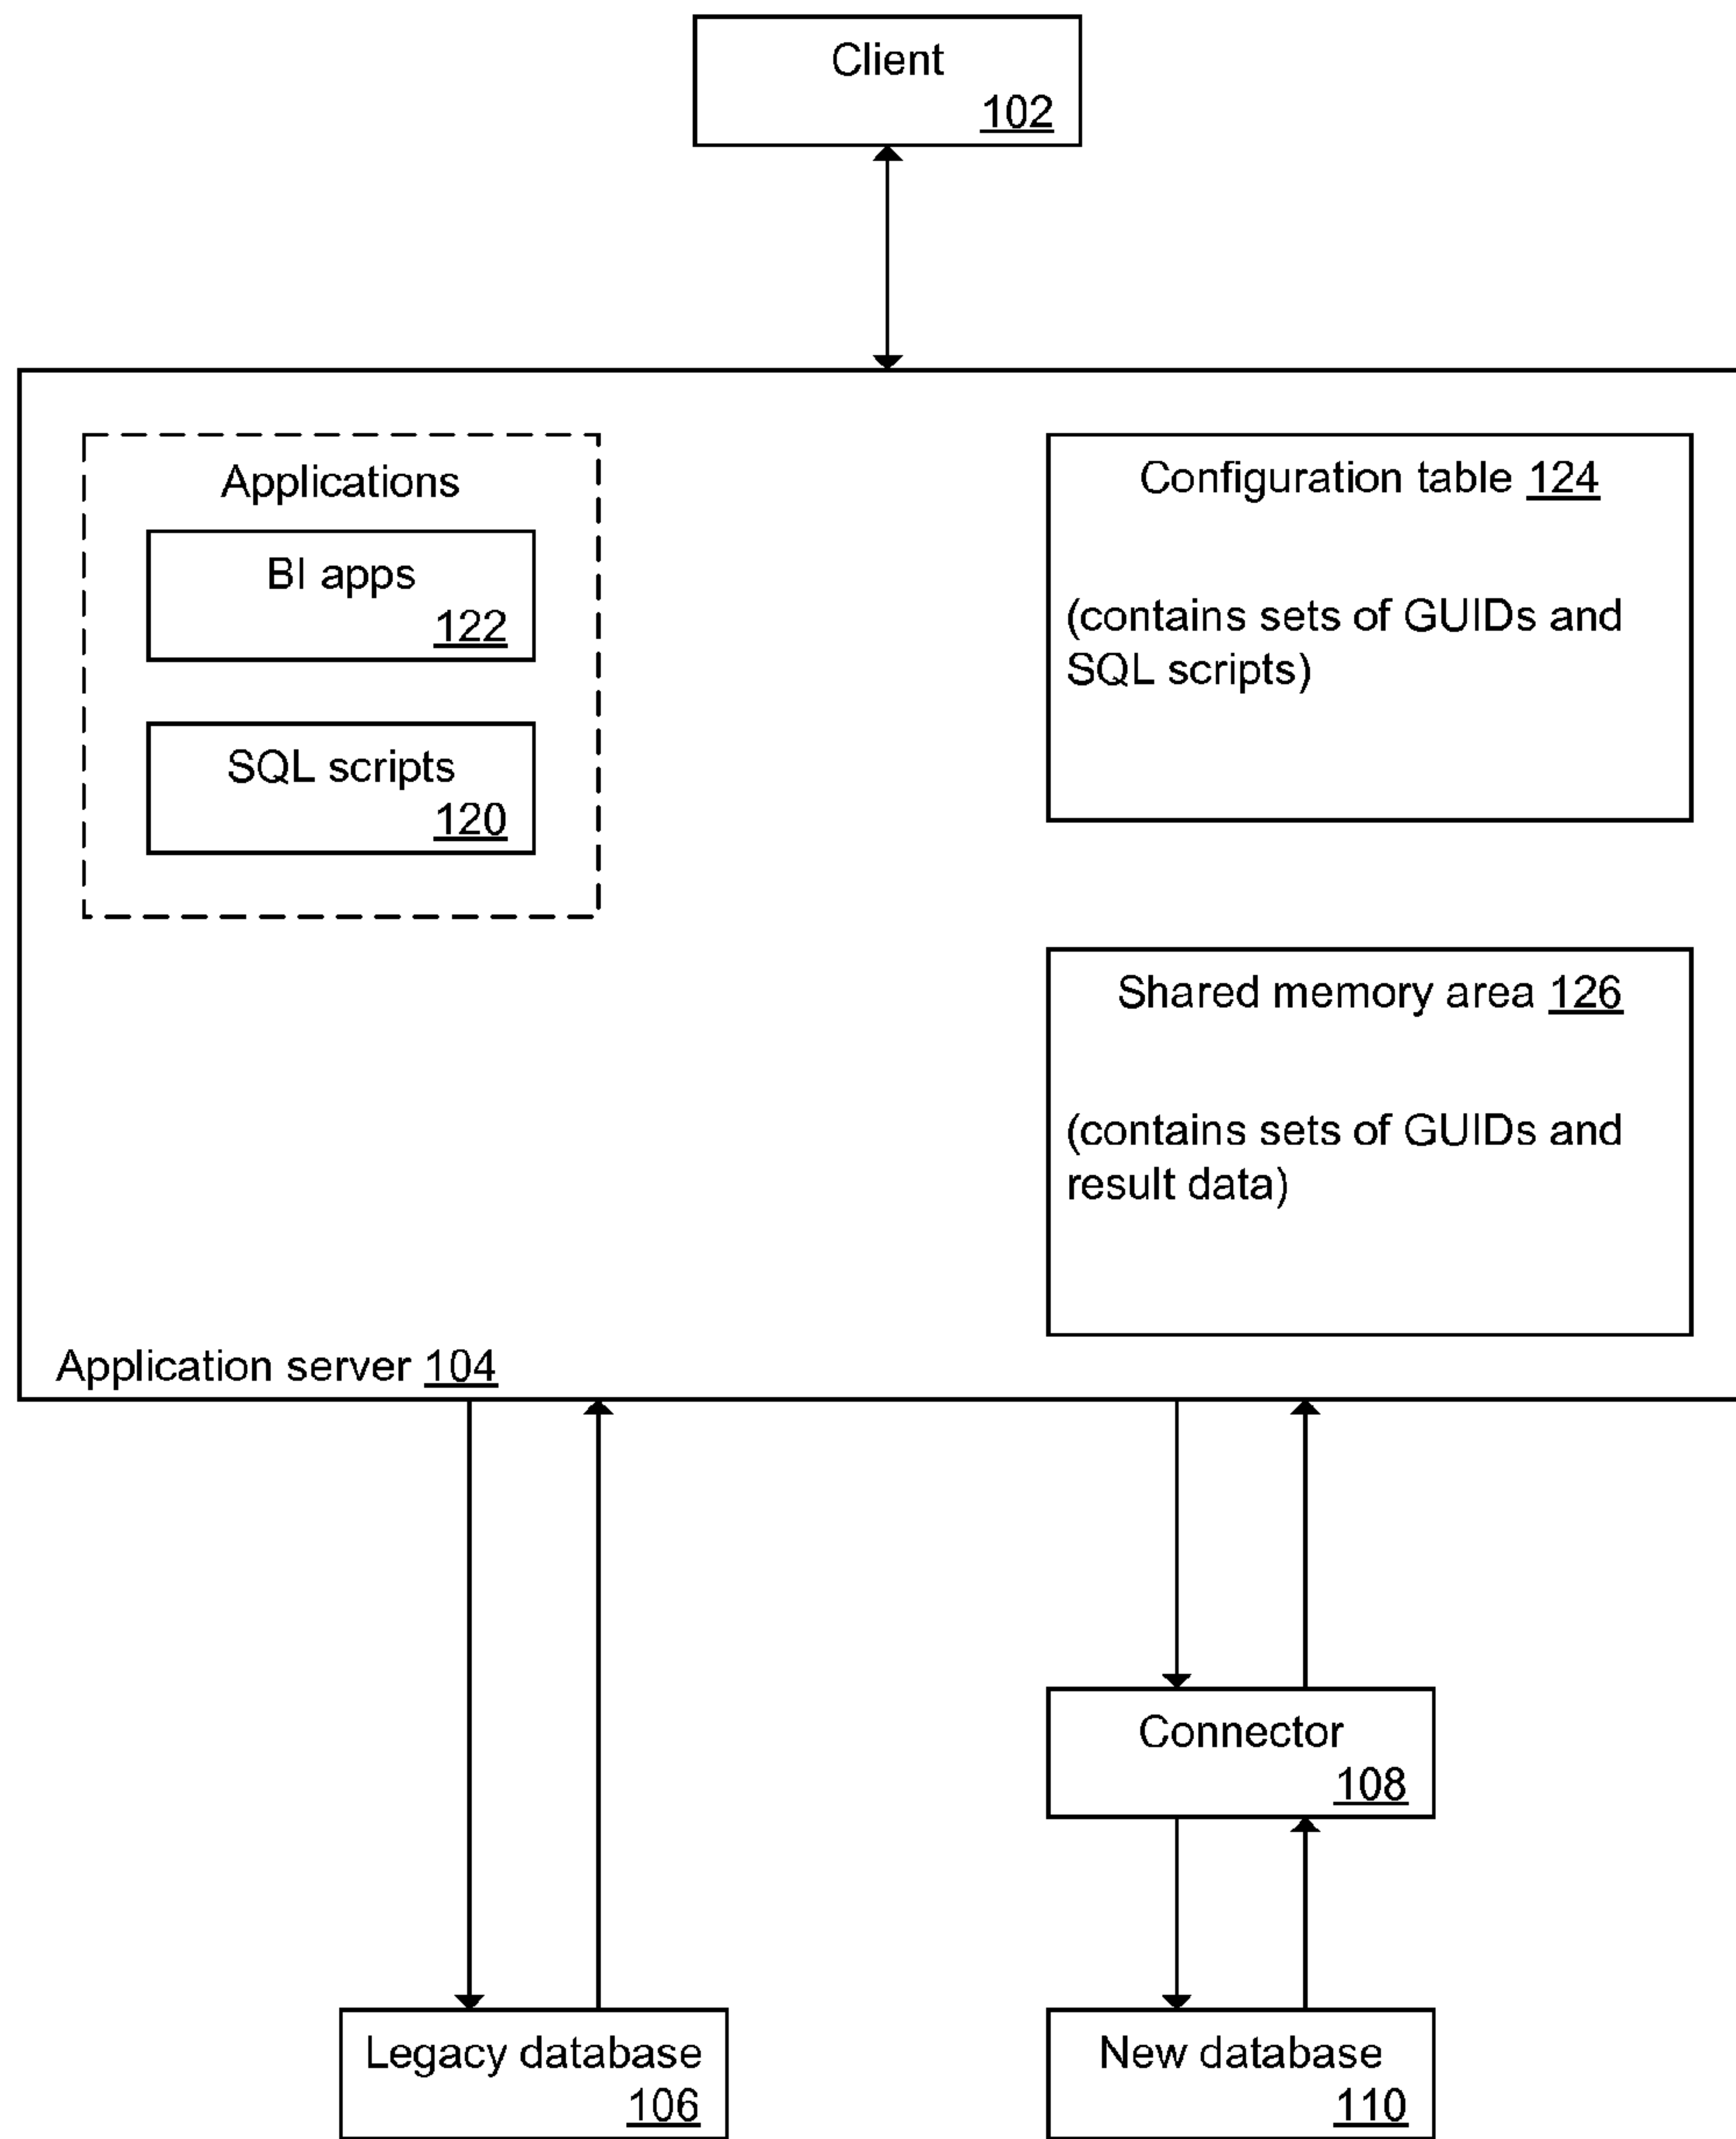 Client
102
Applications
BI apps
122
SQL scripts
120
Configuration table 124
(contains sets of GUIDs and
SQL scripts)
Shared memory area 126
(contains sets of GUIDs and
result data)
Application server 104
Connector
108
Legacy database
106
New database
110